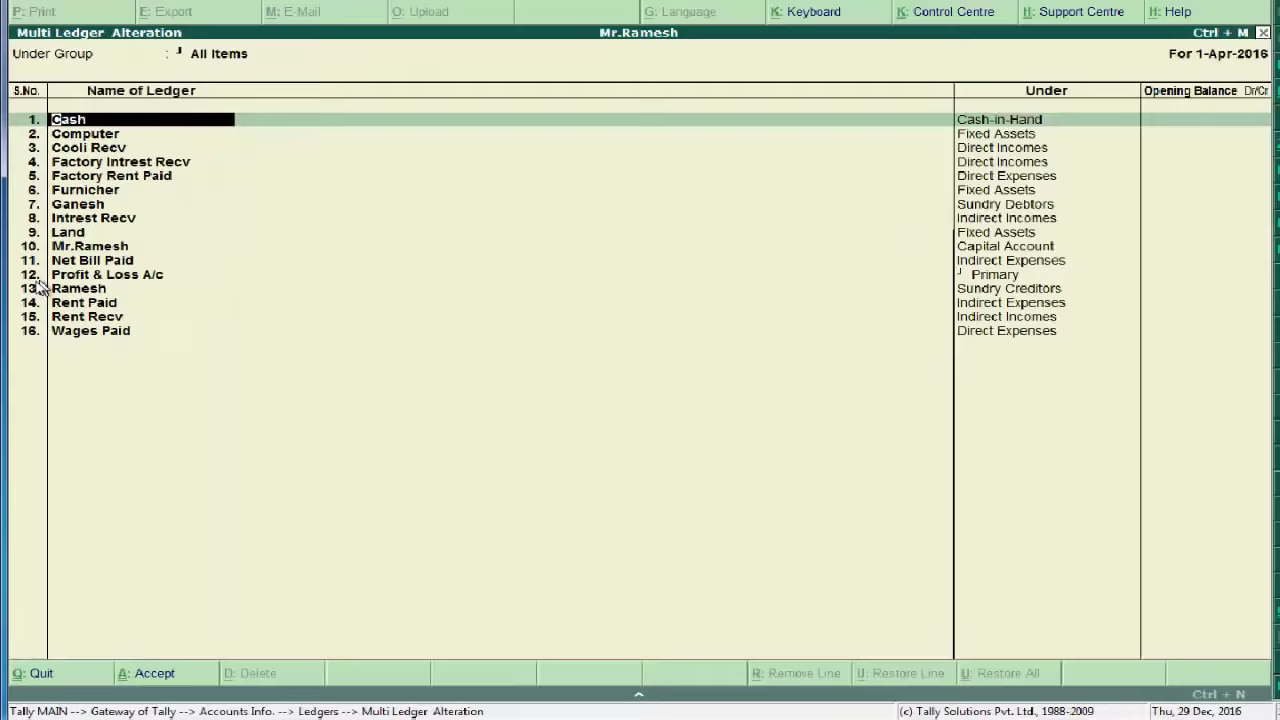 P: Print E: Export M: E-Mail O: Upload G: Language K: Keyboard K: Control Centre H: Support Centre H: Help
Multi Ledger Alteration Mr.Ramesh Ctrl + M
Under Group : ┘ All Items For 1-Apr-2016
S.No. Name of Ledger Under Opening Balance Dr/Cr
1. Cash Cash-in-Hand
2. Computer Fixed Assets
3. Cooli Recv Direct Incomes
4. Factory Intrest Recv Direct Incomes
5. Factory Rent Paid Direct Expenses
6. Furnicher Fixed Assets
7. Ganesh Sundry Debtors
8. Intrest Recv Indirect Incomes
9. Land Fixed Assets
10. Mr.Ramesh Capital Account
11. Net Bill Paid Indirect Expenses
12. Profit & Loss A/c ┘ Primary
13. Ramesh Sundry Creditors
14. Rent Paid Indirect Expenses
15. Rent Recv Indirect Incomes
16. Wages Paid Direct Expenses
Q: Quit A: Accept D: Delete R: Remove Line U: Restore Line U: Restore All
Ctrl + N
Tally MAIN --> Gateway of Tally --> Accounts Info. --> Ledgers --> Multi Ledger Alteration (c) Tally Solutions Pvt. Ltd., 1988-2009 Thu, 29 Dec, 2016